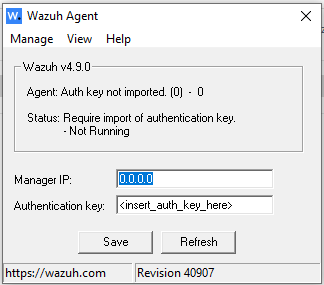 W. Wazuh Agent
Manage View Help
Wazuh v4.9.0
Agent: Auth key not imported. (0) - 0
Status: Require import of authentication key.
- Not Running
Manager IP: 0.0.0.0
Authentication key: <insert_auth_key_here>
Save Refresh
https://wazuh.com Revision 40907